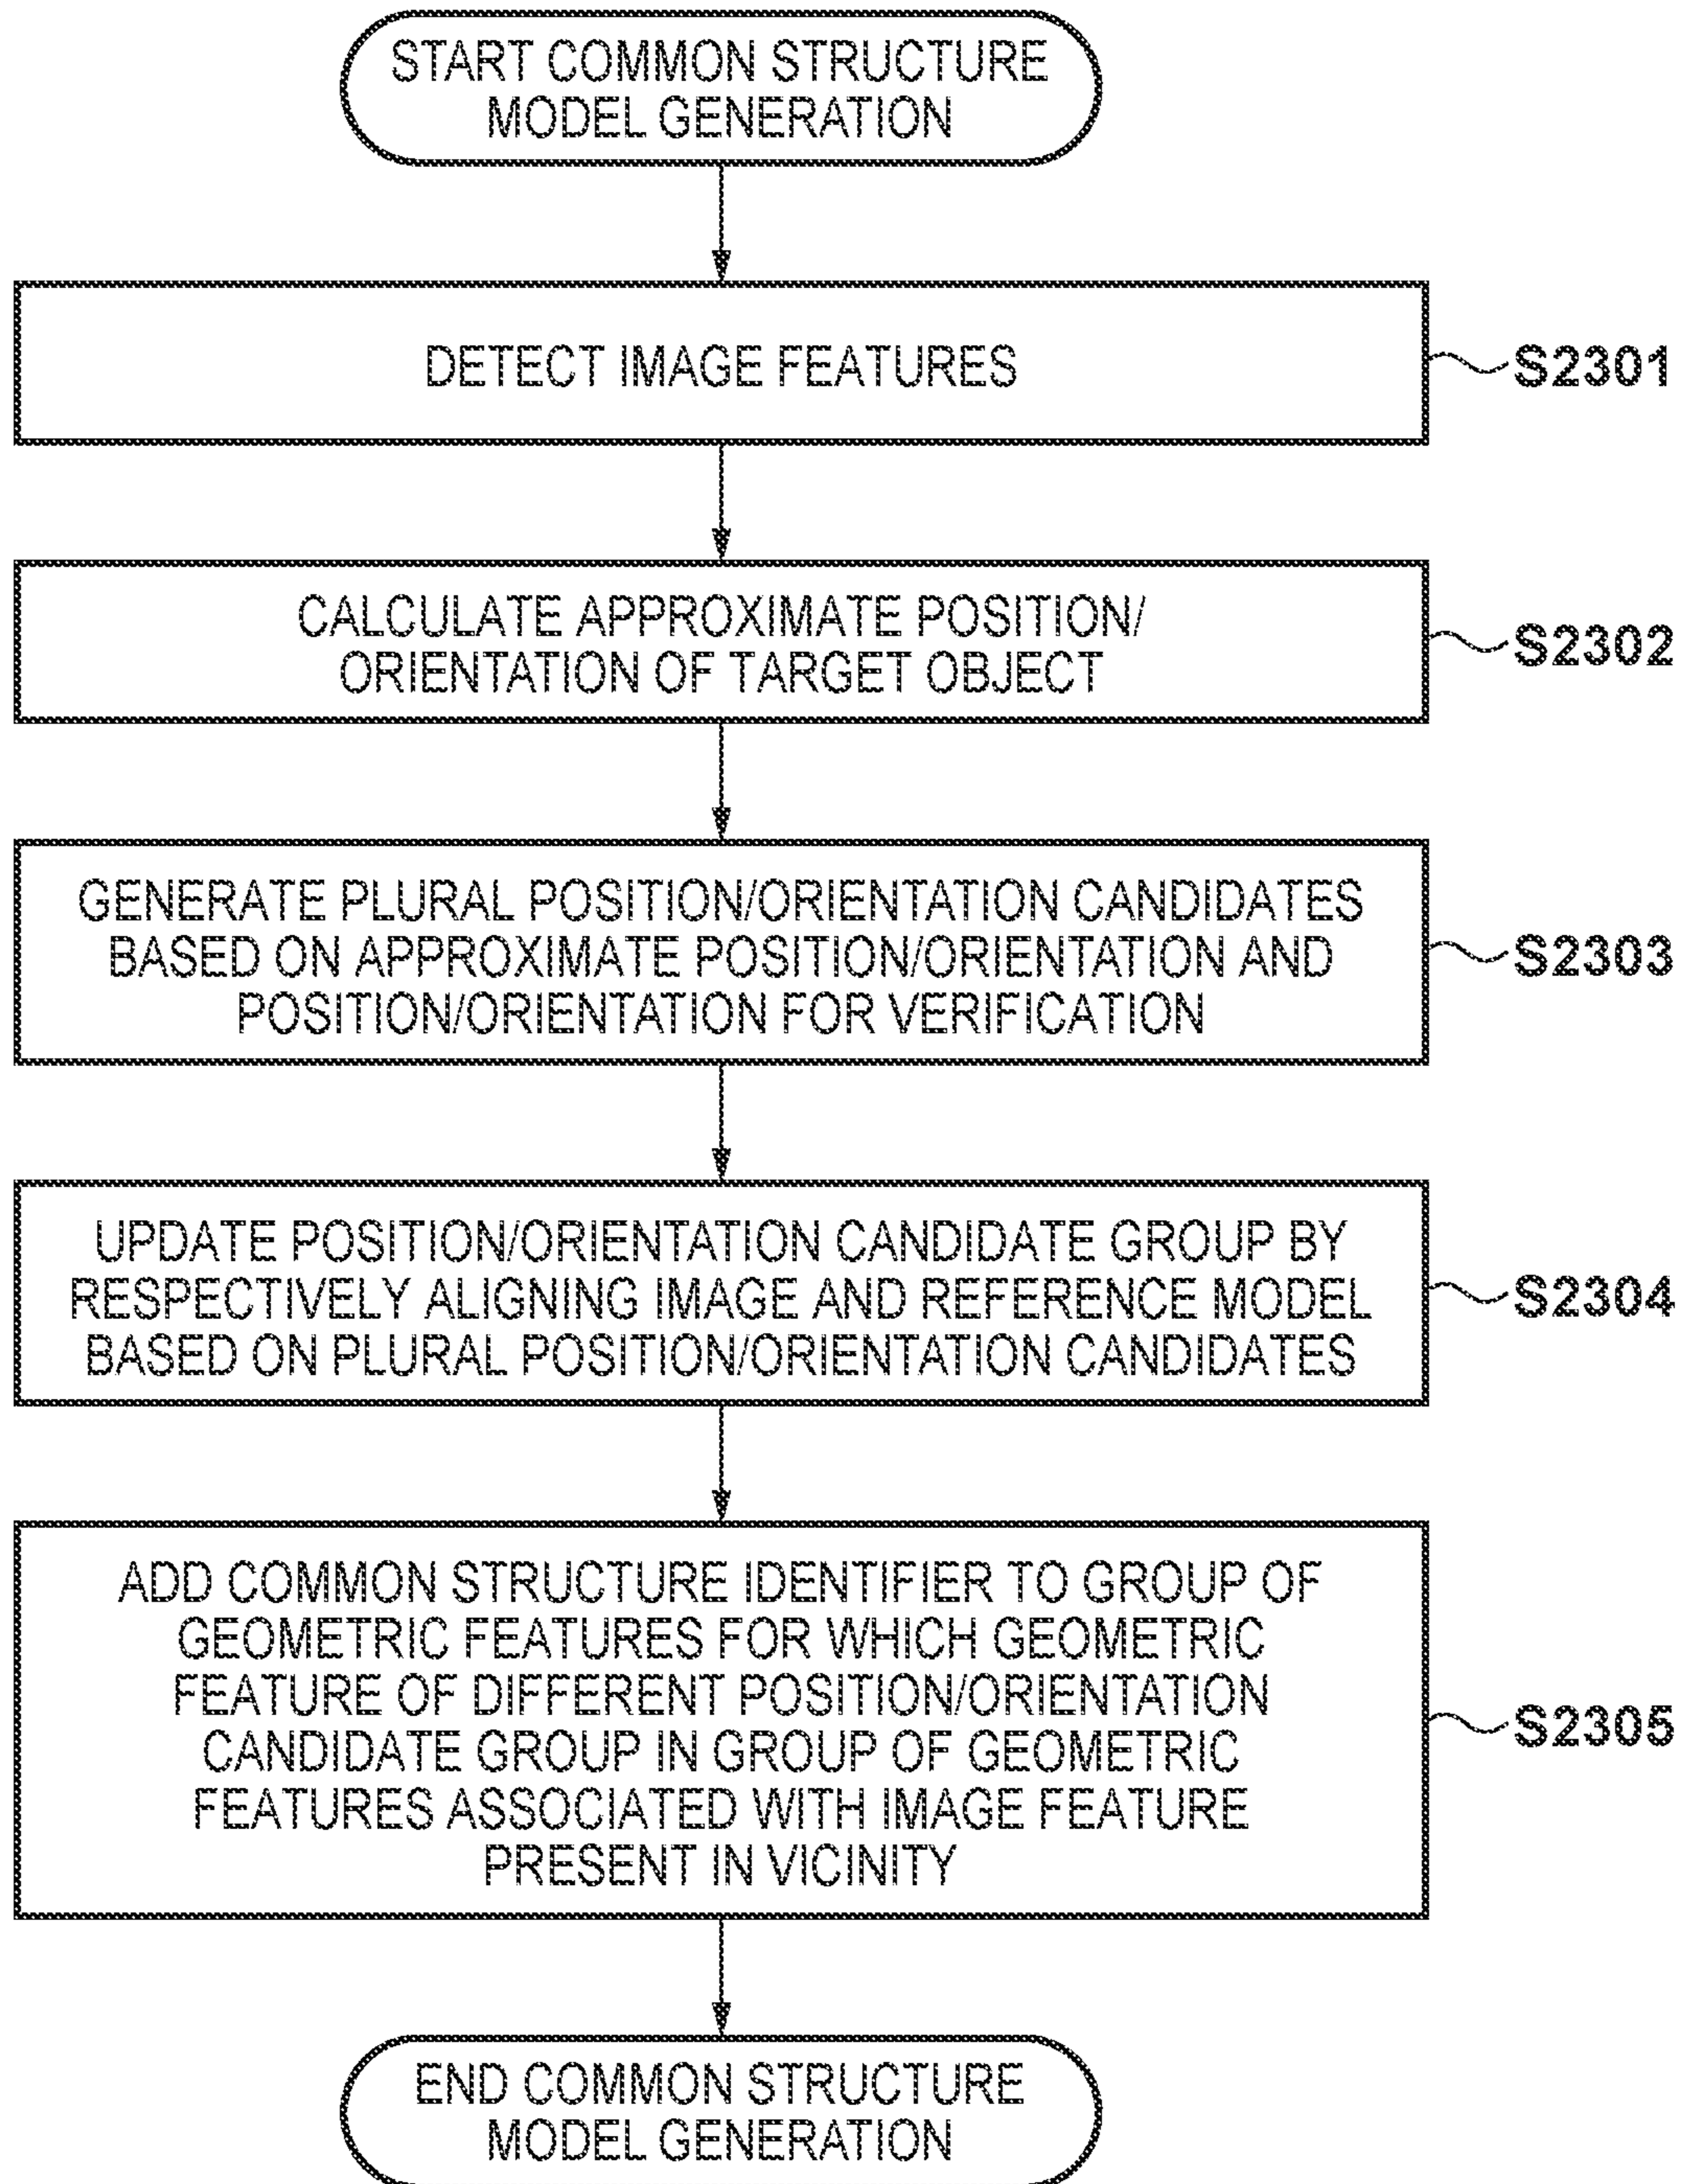 START COMMON STRUCTURE
MODEL GENERATION
DETECT IMAGE FEATURES
S2301
CALCULATE APPROXIMATE POSITION/
ORIENTATION OF TARGET OBJECT
S2302
GENERATE PLURAL POSITION/ORIENTATION CANDIDATES
BASED ON APPROXIMATE POSITION/ORIENTATION AND
POSITION/ORIENTATION FOR VERIFICATION
S2303
UPDATE POSITION/ORIENTATION CANDIDATE GROUP BY
RESPECTIVELY ALIGNING IMAGE AND REFERENCE MODEL
BASED ON PLURAL POSITION/ORIENTATION CANDIDATES
S2304
ADD COMMON STRUCTURE IDENTIFIER TO GROUP OF
GEOMETRIC FEATURES FOR WHICH GEOMETRIC
FEATURE OF DIFFERENT POSITION/ORIENTATION
CANDIDATE GROUP IN GROUP OF GEOMETRIC
FEATURES ASSOCIATED WITH IMAGE FEATURE
PRESENT IN VICINITY
S2305
END COMMON STRUCTURE
MODEL GENERATION